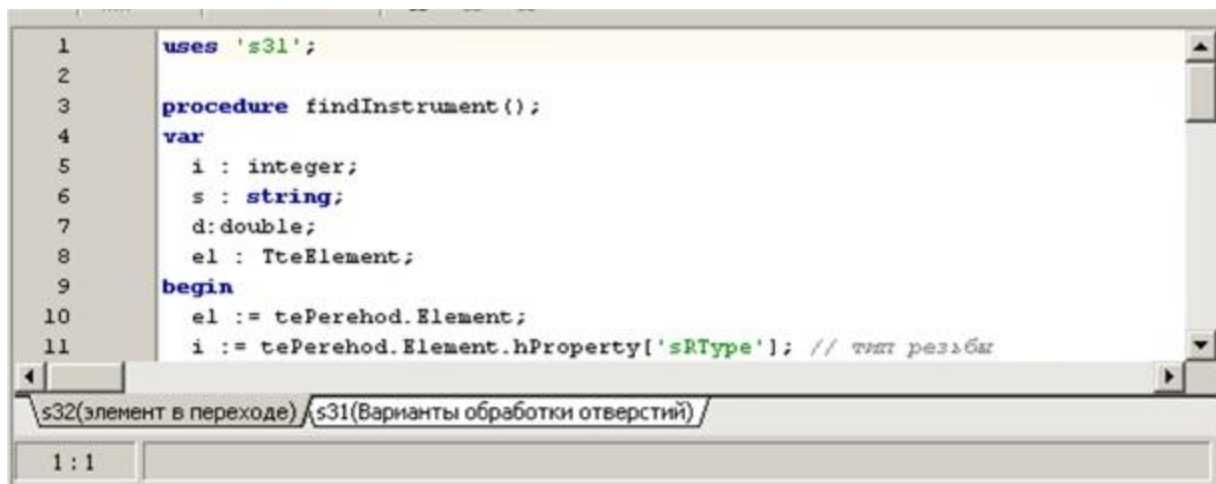 1 uses 's31';
2
3 procedure findInstrument();
4 var
5 i : integer;
6 s : string;
7 d:double;
8 el : TteElement;
9 begin
10 el := tePerehod.Element;
11 i := tePerehod.Element.hProperty['sRType']; // тип резьбы
s32(элемент в переходе) s31(Варианты обработки отверстий)
1 : 1